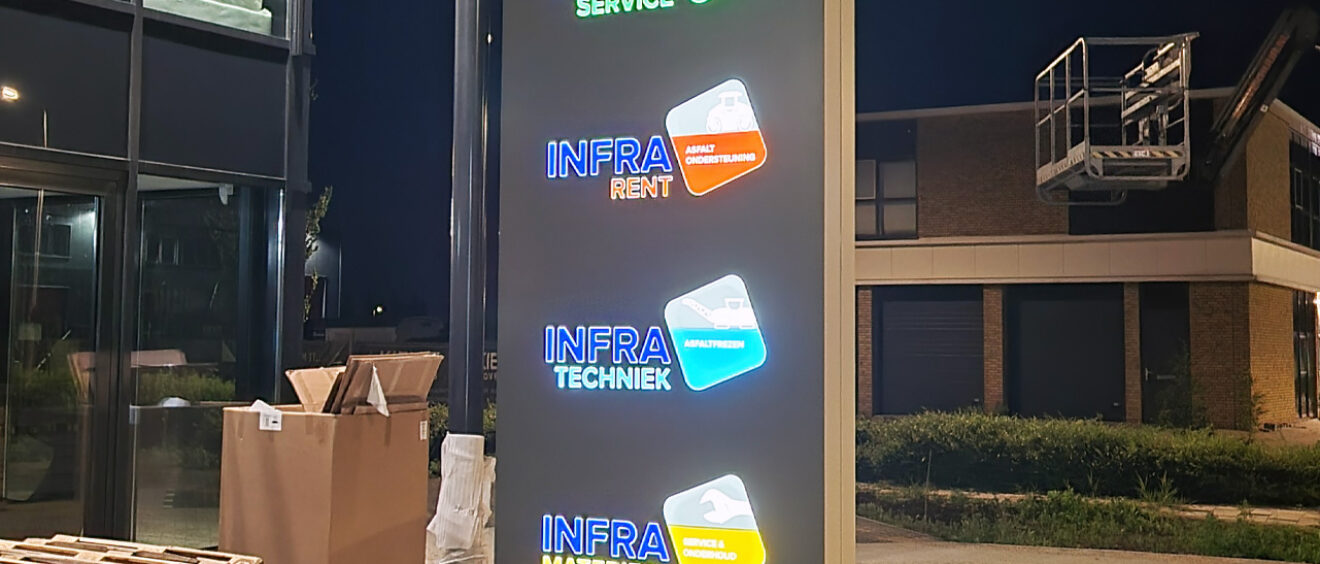 SERVICE
INFRA
RENT
ASFALT
ONDERSTEUNING
INFRA
TECHNIEK
ASFALTFREZEN
INFRA
SERVICE &
ONDERHOUD